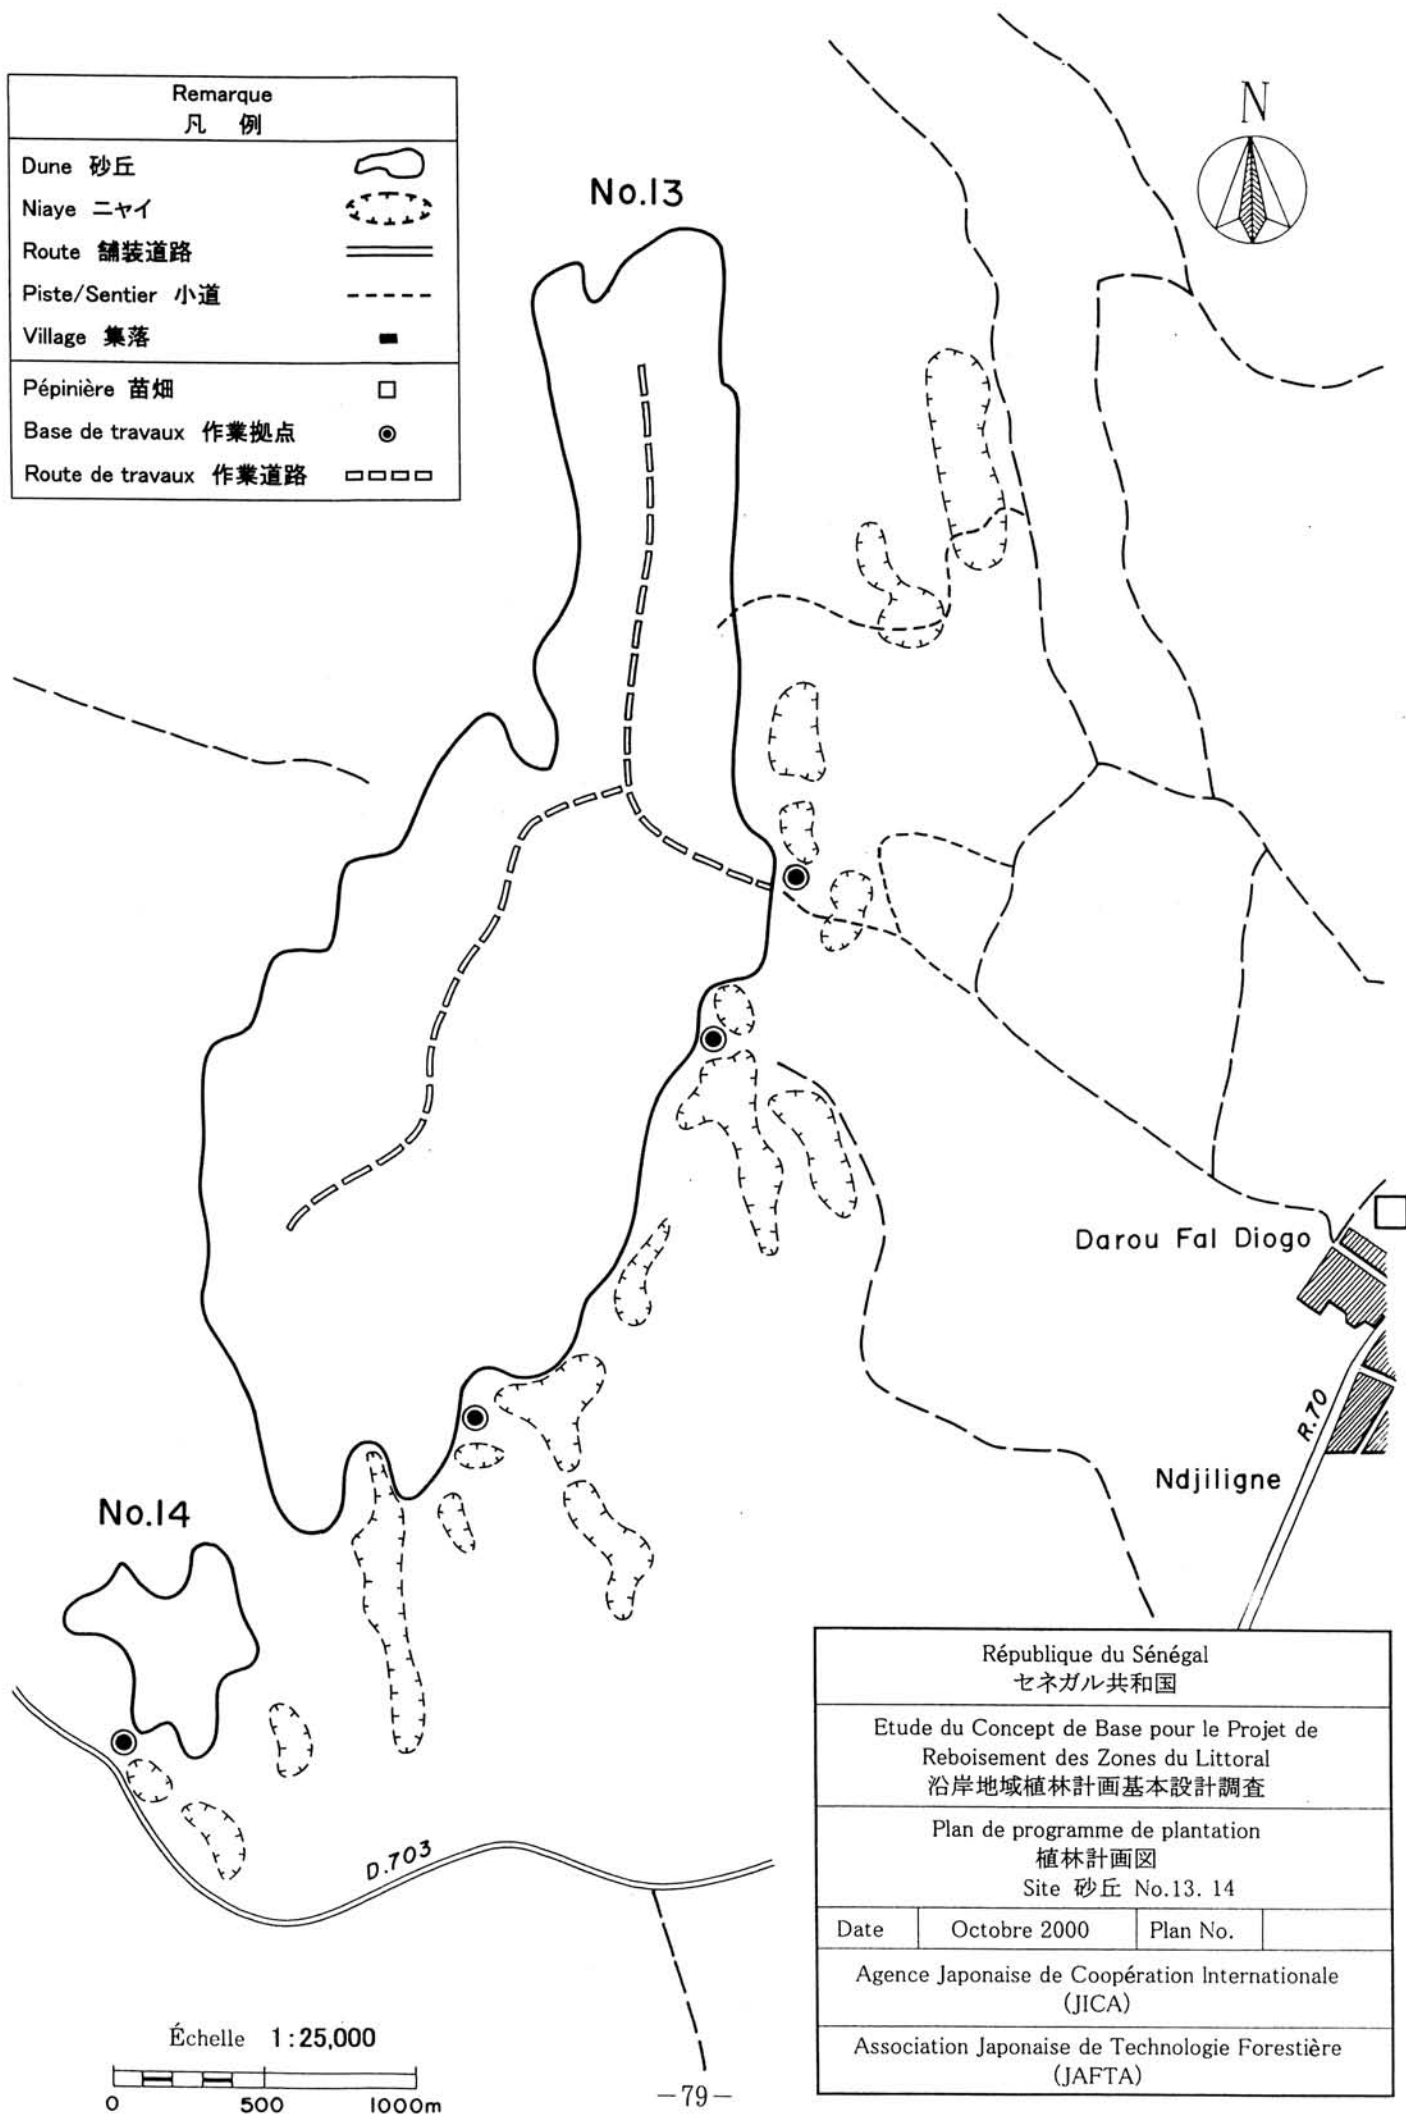 Remarque
凡 例
Dune 砂丘
Niaye ニャイ
Route 舗装道路
Piste/Sentier 小道
Village 集落
Pépinière 苗畑
Base de travaux 作業拠点
Route de travaux 作業道路
N
No.13
Darou Fal Diogo
R.70
Ndjiligne
No.14
D.703
République du Sénégal
セネガル共和国
Etude du Concept de Base pour le Projet de
Reboisement des Zones du Littoral
沿岸地域植林計画基本設計調査
Plan de programme de plantation
植林計画図
Site 砂丘 No.13. 14
Date Octobre 2000 Plan No.
Agence Japonaise de Coopération Internationale
(JICA)
Association Japonaise de Technologie Forestière
(JAFTA)
Échelle 1:25,000
0 500 1000m
－79－